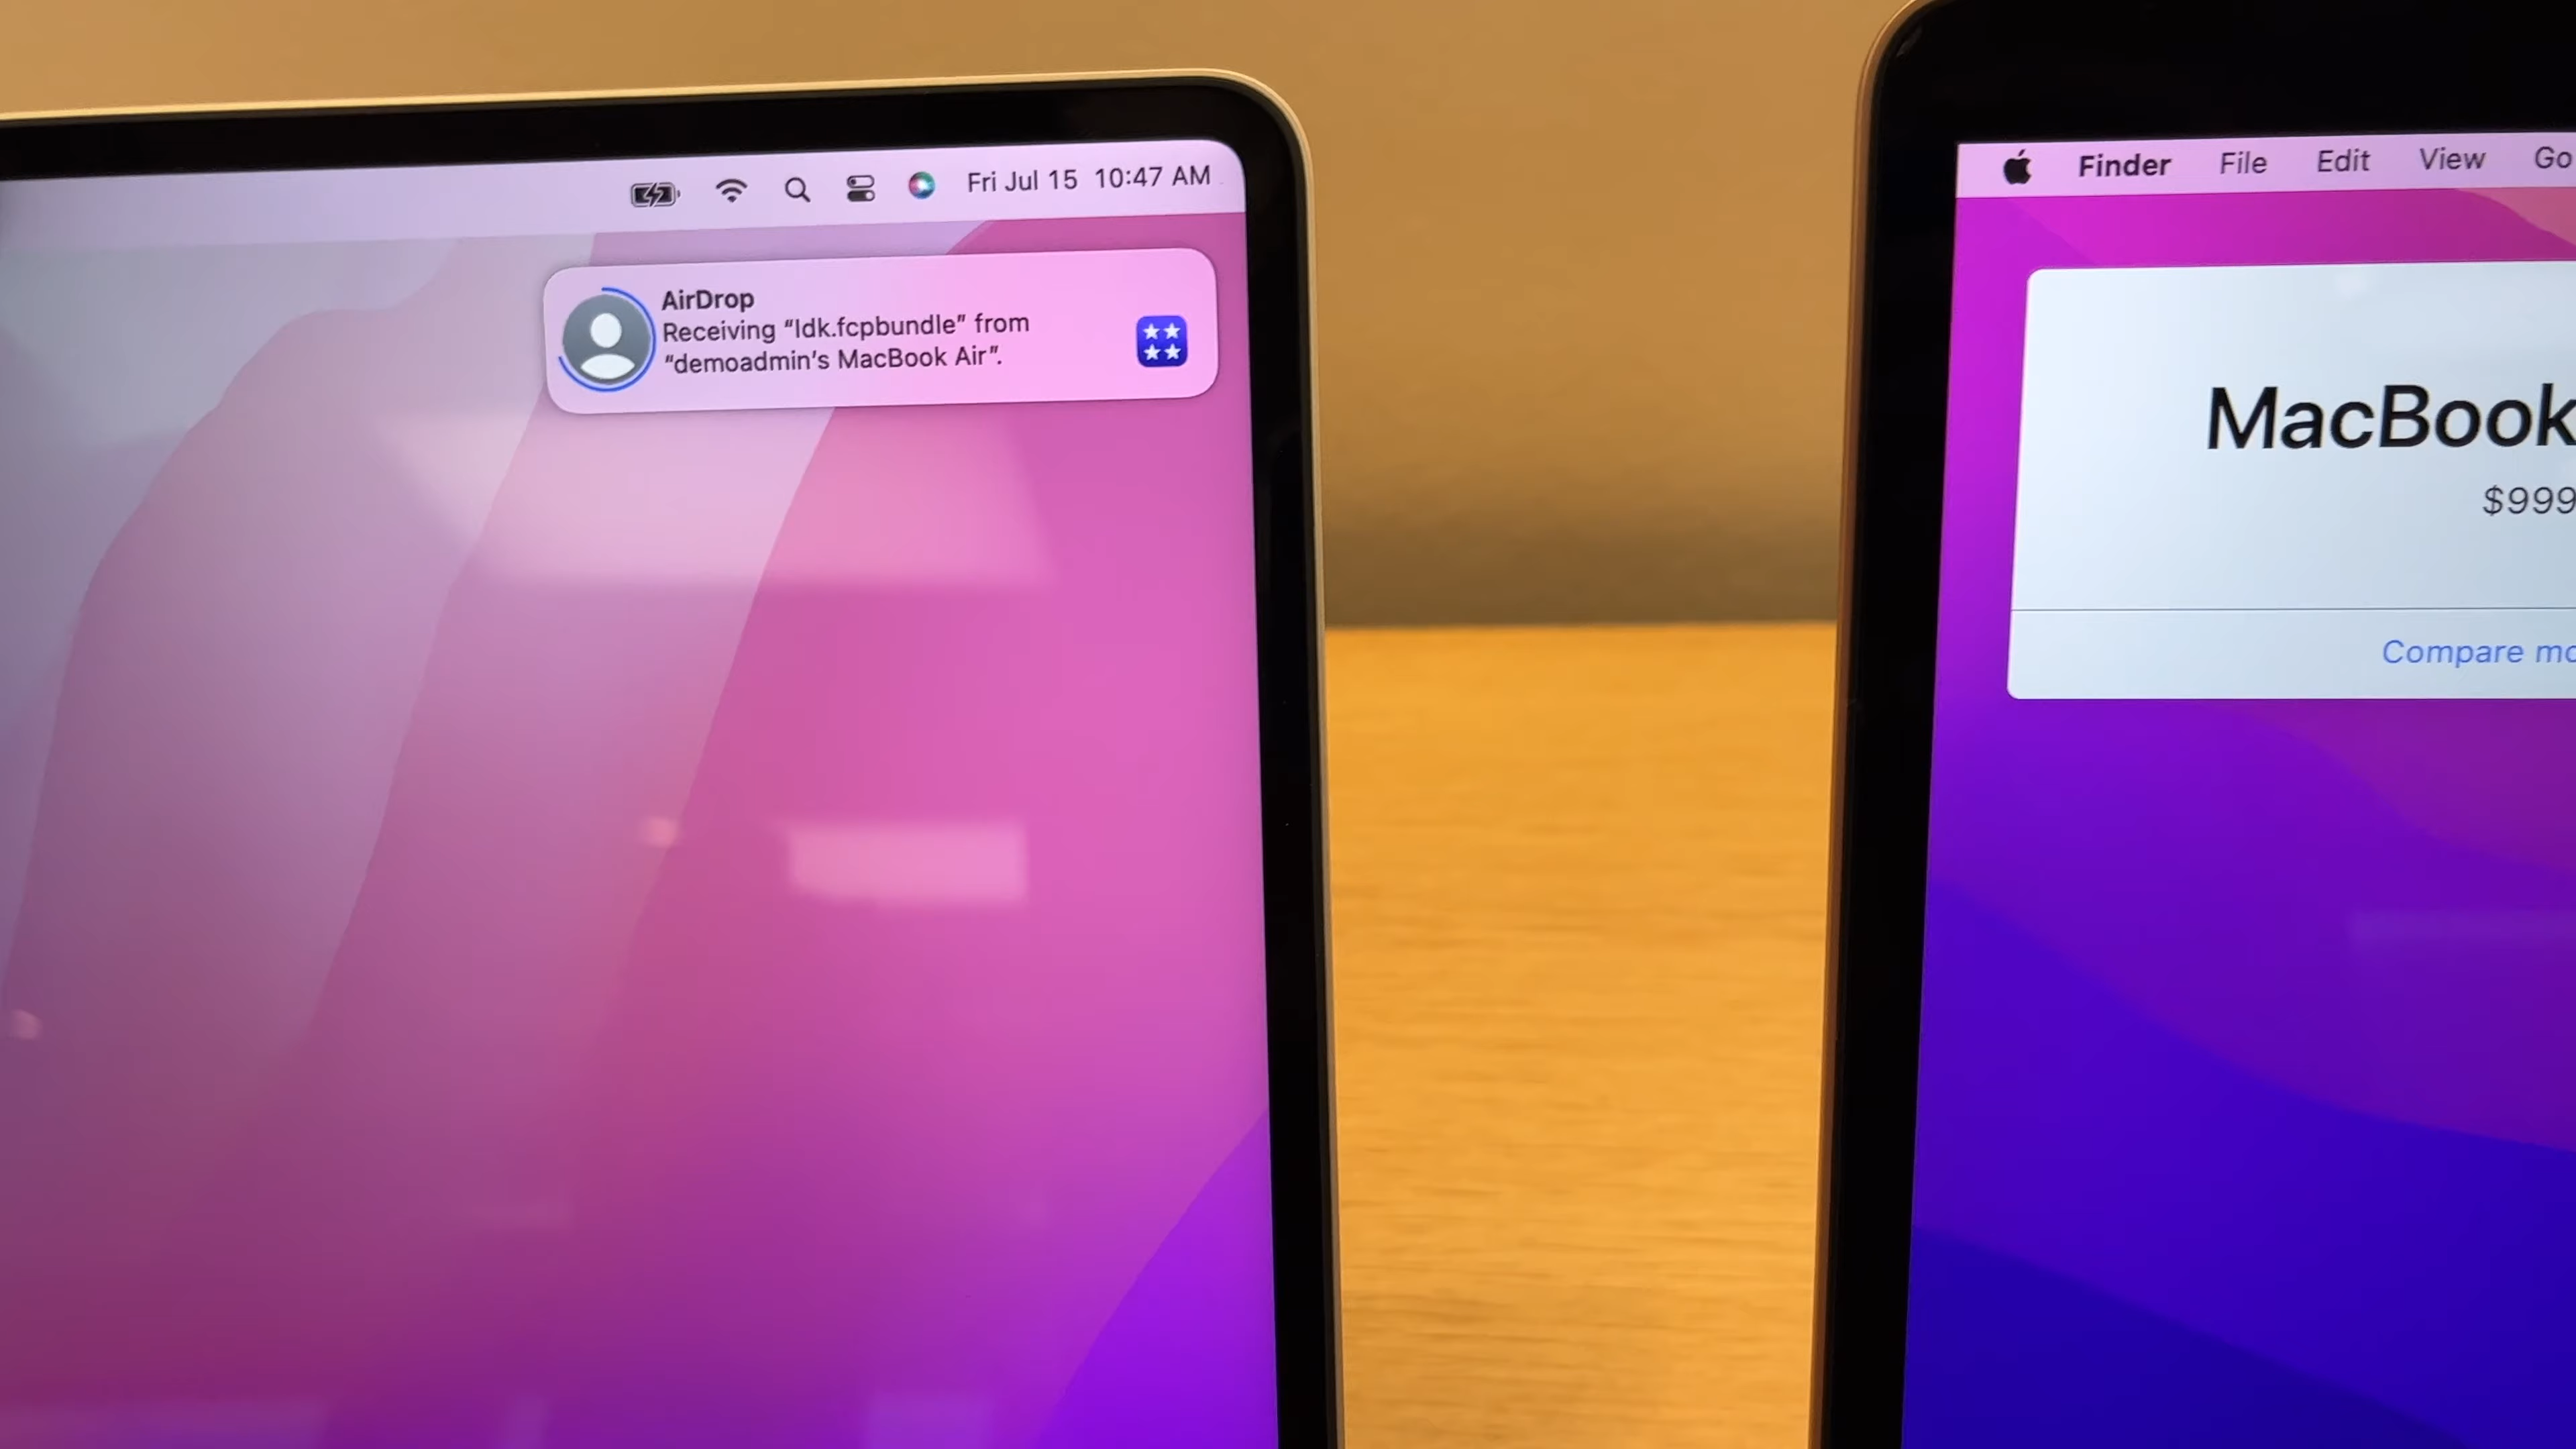 Fri Jul 15 10:47 AM
AirDrop
Receiving “Idk.fcpbundle” from
“demoadmin’s MacBook Air”.
Finder File Edit View Go
MacBook
$999
Compare